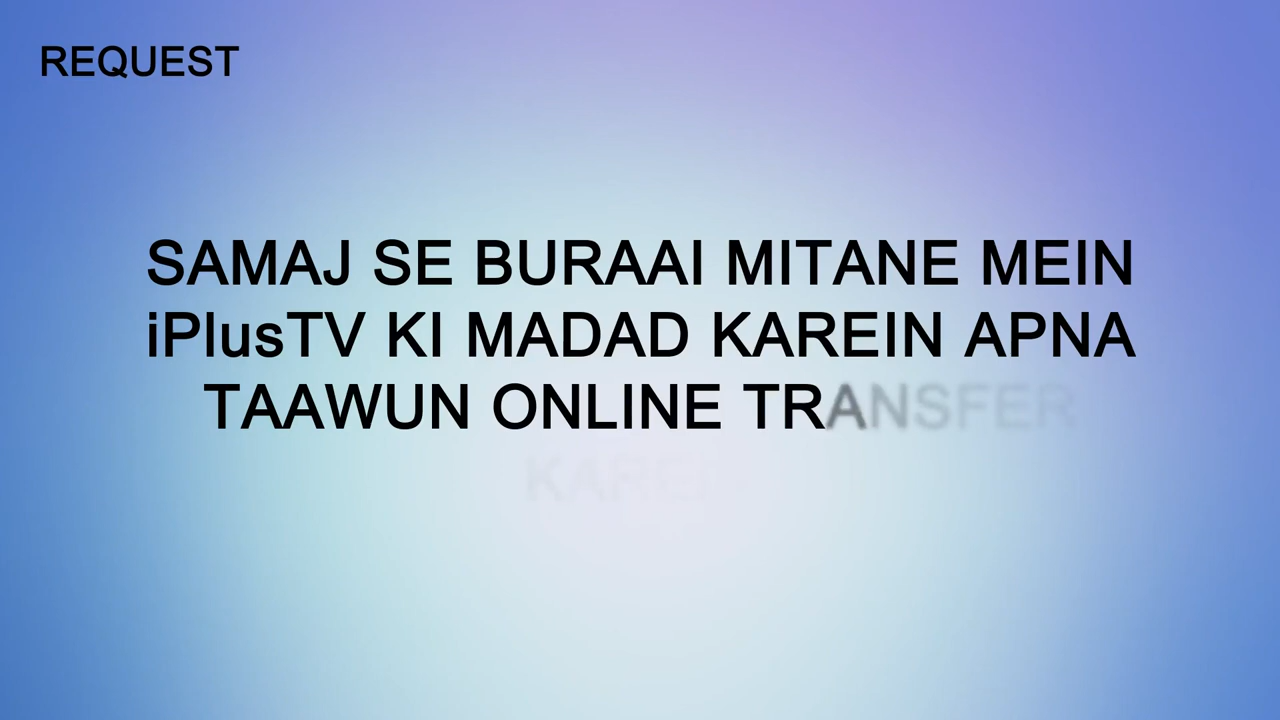 REQUEST
SAMAJ SE BURAAI MITANE MEIN
iPlusTV KI MADAD KAREIN APNA
TAAWUN ONLINE TRANSFER